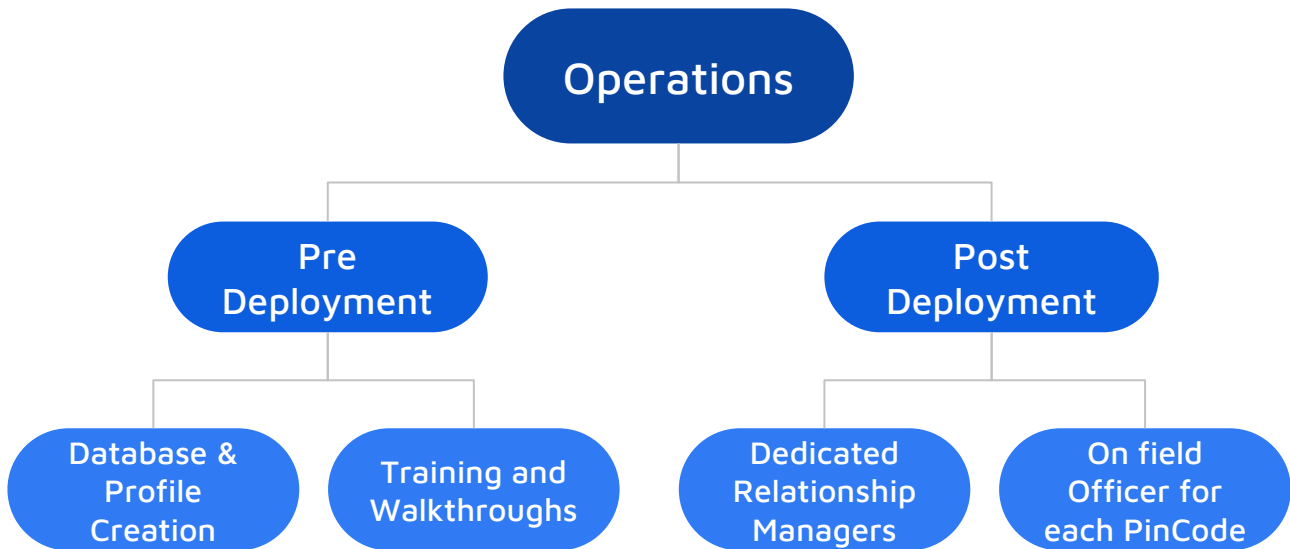 Operations
Pre
Deployment
Post
Deployment
Database &
Profile
Creation
Training and
Walkthroughs
Dedicated
Relationship
Managers
On field
Officer for
each PinCode